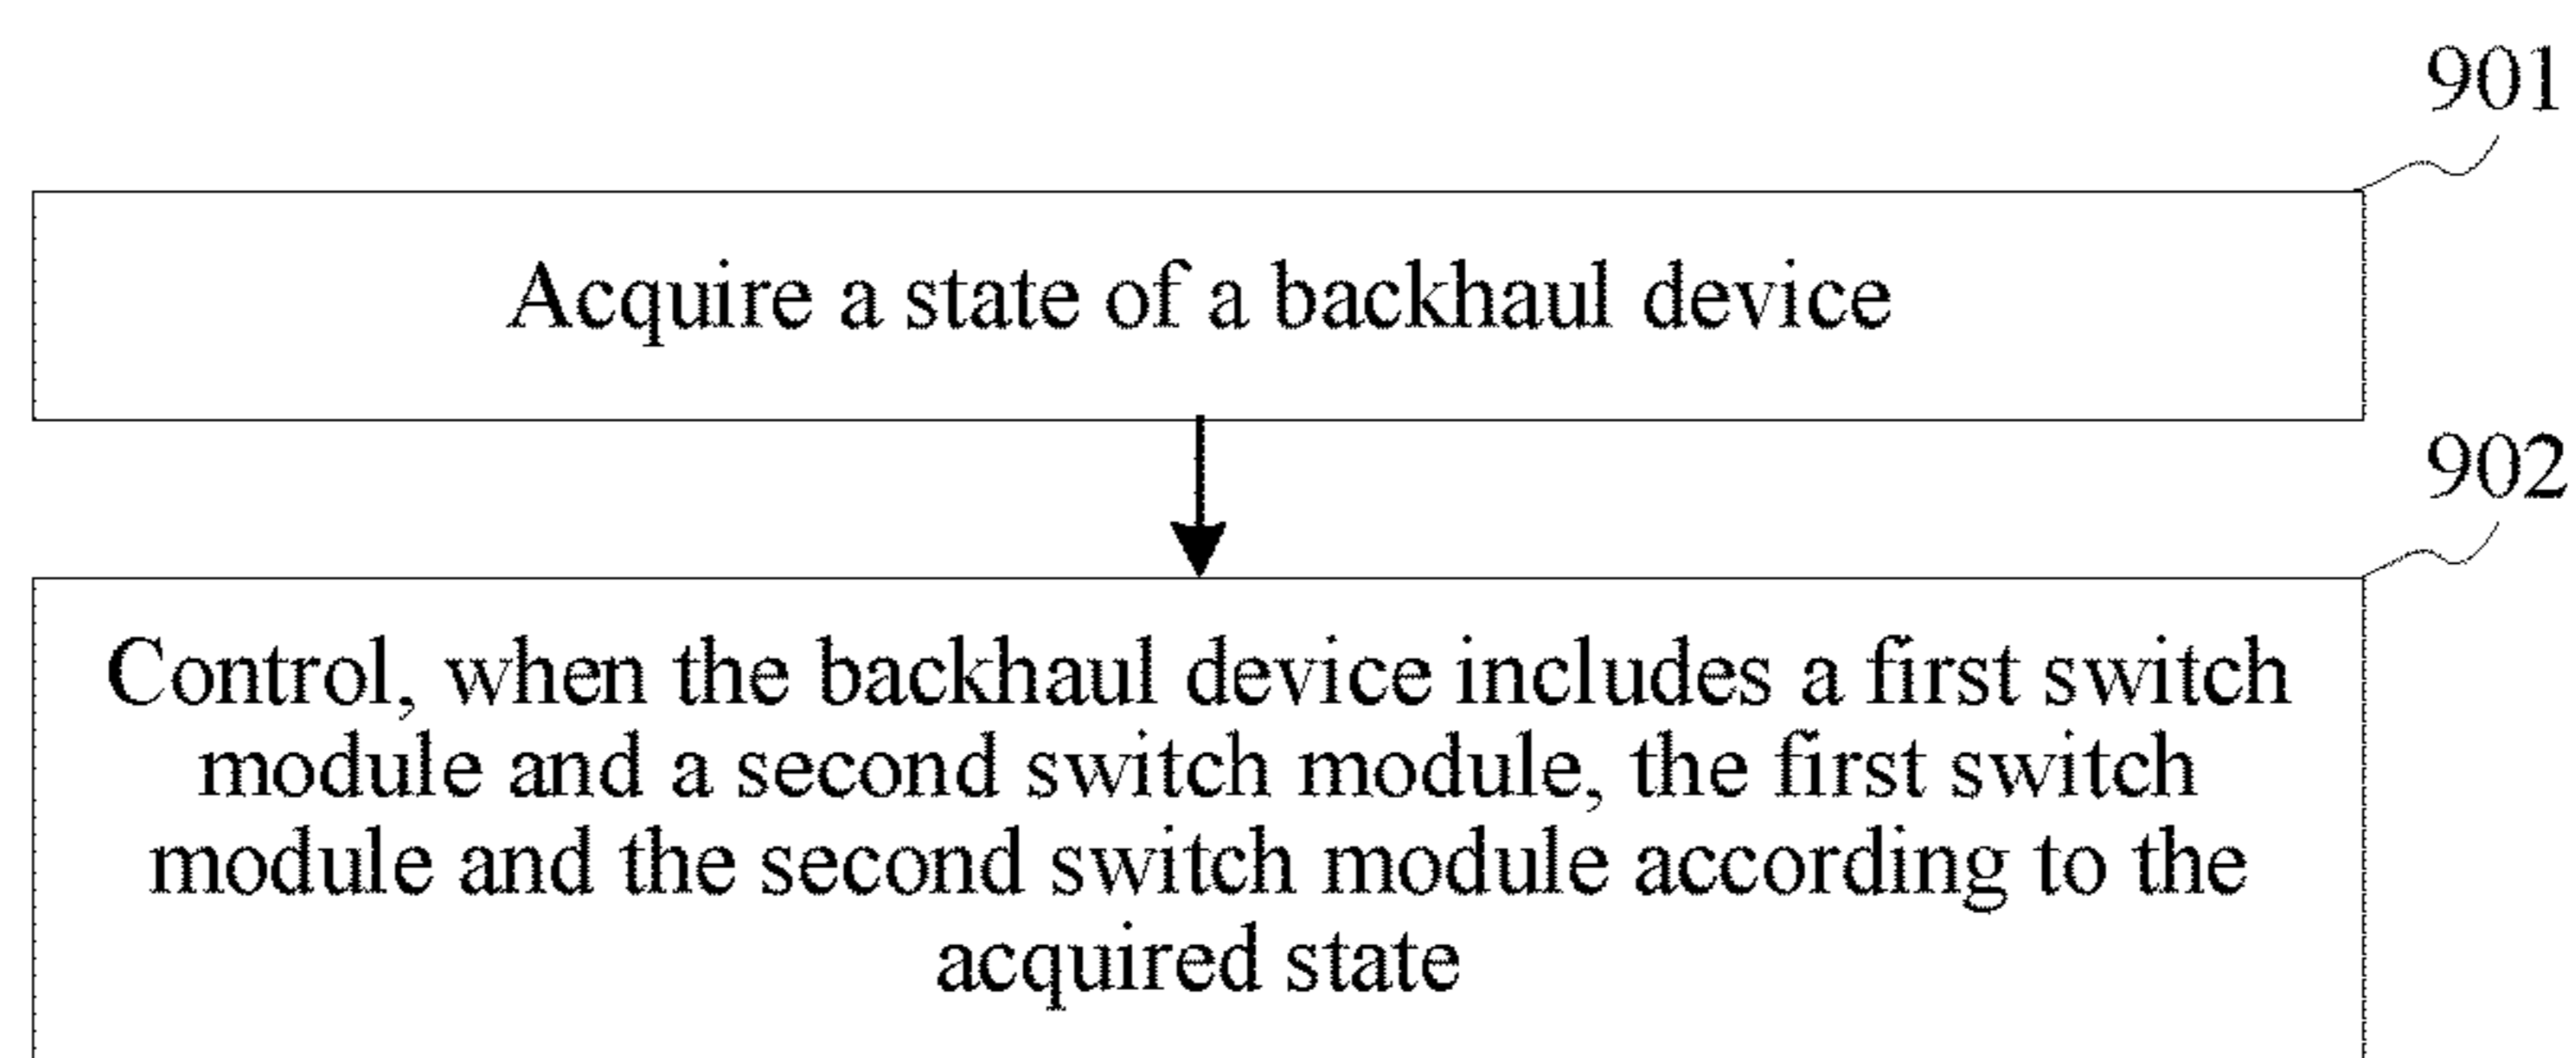 901
Acquire a state of a backhaul device
902
Control, when the backhaul device includes a first switch
module and a second switch module, the first switch
module and the second switch module according to the
acquired state